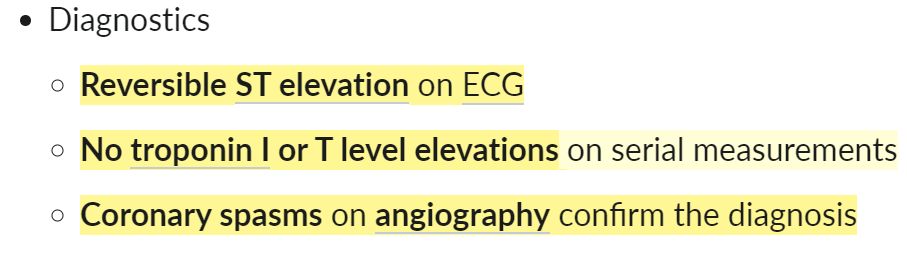 Diagnostics
Reversible ST elevation on ECG
No troponin I or T level elevations on serial measurements
Coronary spasms on angiography confirm the diagnosis